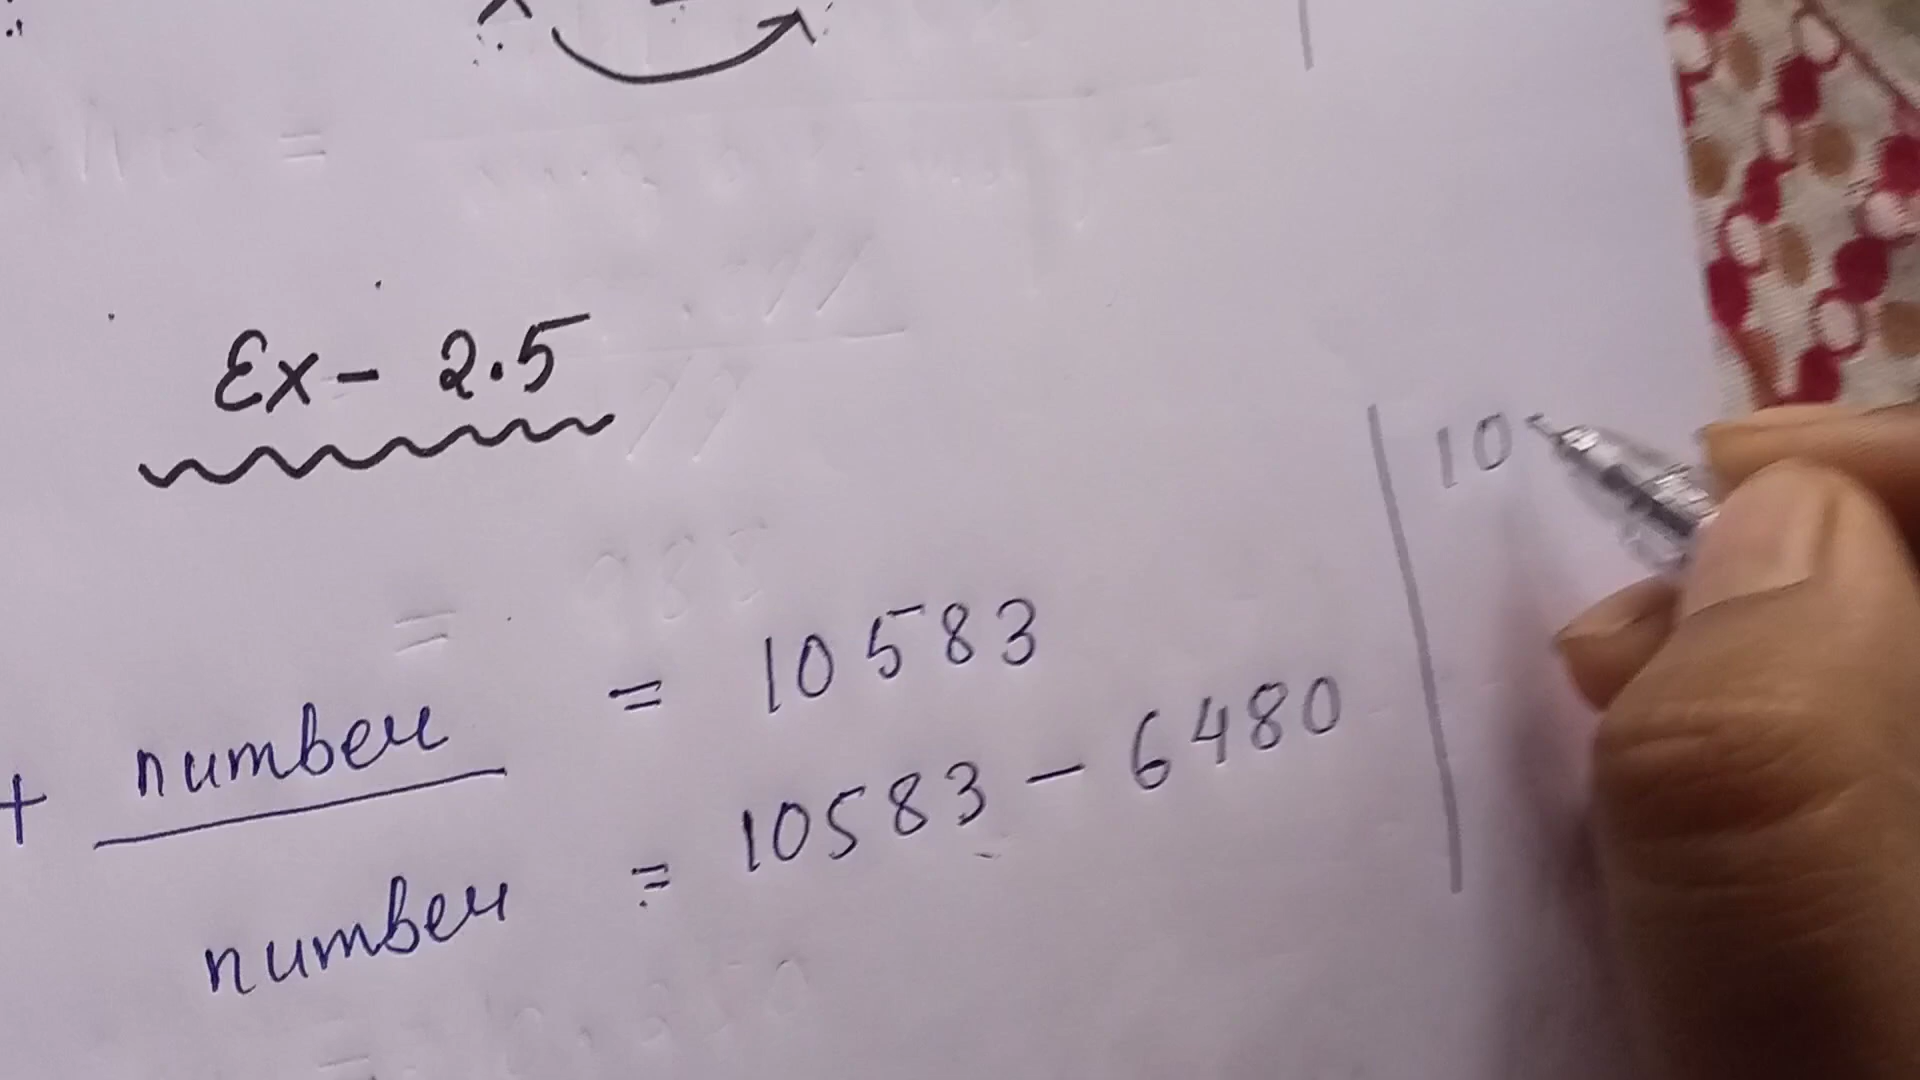 Ex - 2.5
+ number = 10583
number = 10583 - 6480
10